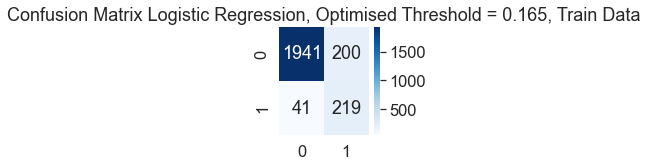 Confusion Matrix Logistic Regression, Optimised Threshold = 0.165, Train Data
0 1941 200 1500
1000
1 41 219 500
0 1